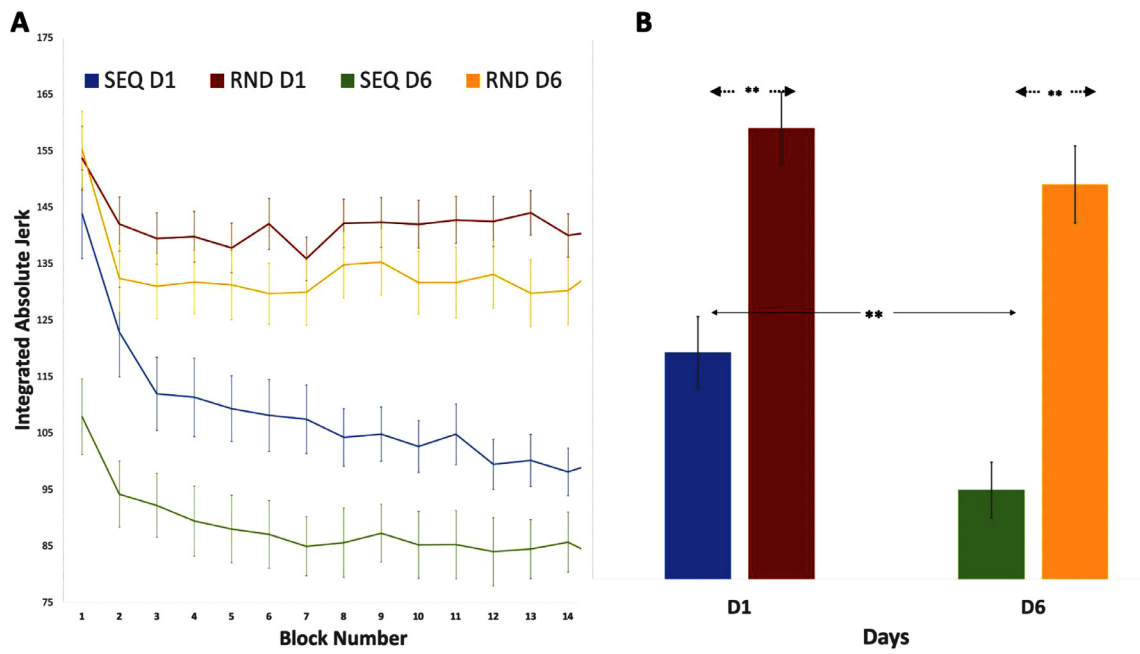 A
B
175
SEQ D1 RND D1 SEQ D6 RND D6
165
155
145
135
125
115
105
95
85
75
Integrated Absolute Jerk
1 2 3 4 5 6 7 8 9 10 11 12 13 14
Block Number
**
**
**
D1 D6
Days